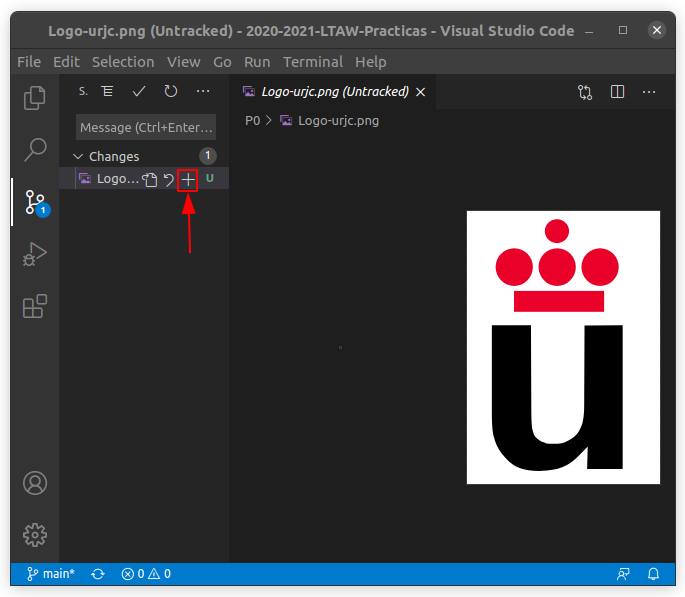 Logo-urjc.png (Untracked) - 2020-2021-LTAW-Practicas - Visual Studio Code
File Edit Selection View Go Run Terminal Help
S.
Logo-urjc.png (Untracked)
Message (Ctrl+Enter...
P0 > Logo-urjc.png
Changes 1
Logo... U
1
u
main* 0 0